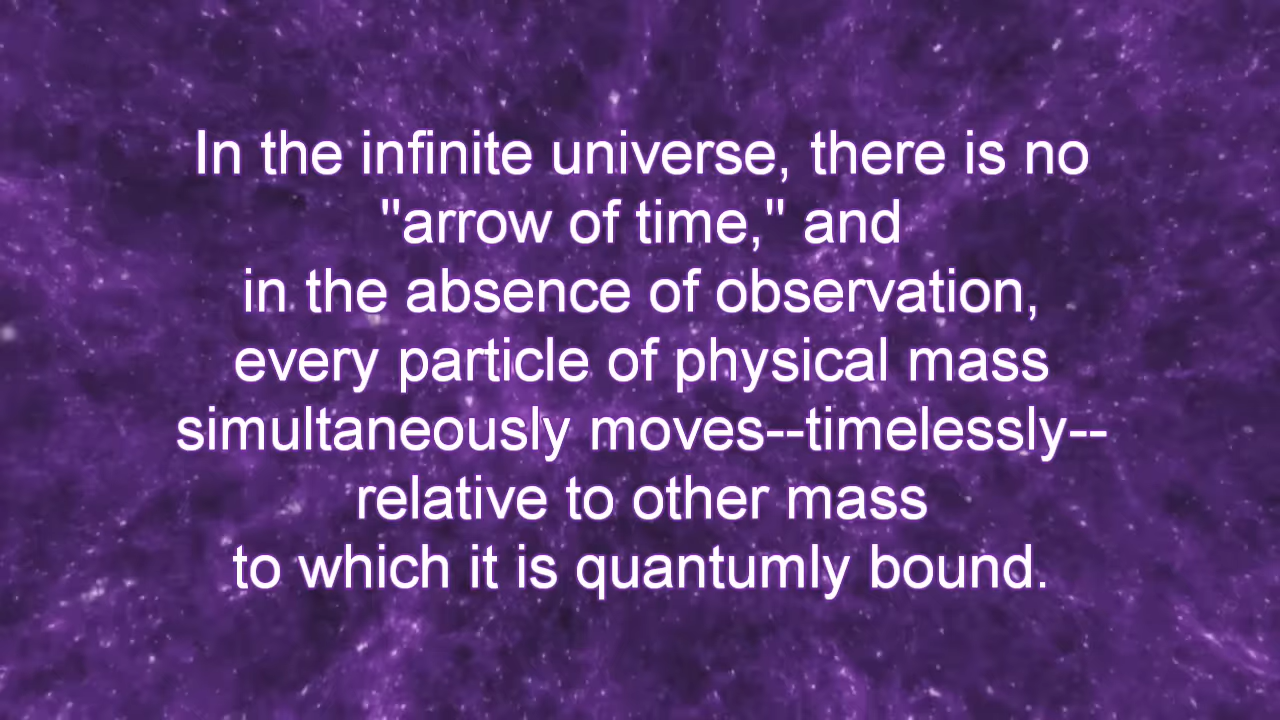 In the infinite universe, there is no
"arrow of time," and
in the absence of observation,
every particle of physical mass
simultaneously moves--timelessly--
relative to other mass
to which it is quantumly bound.